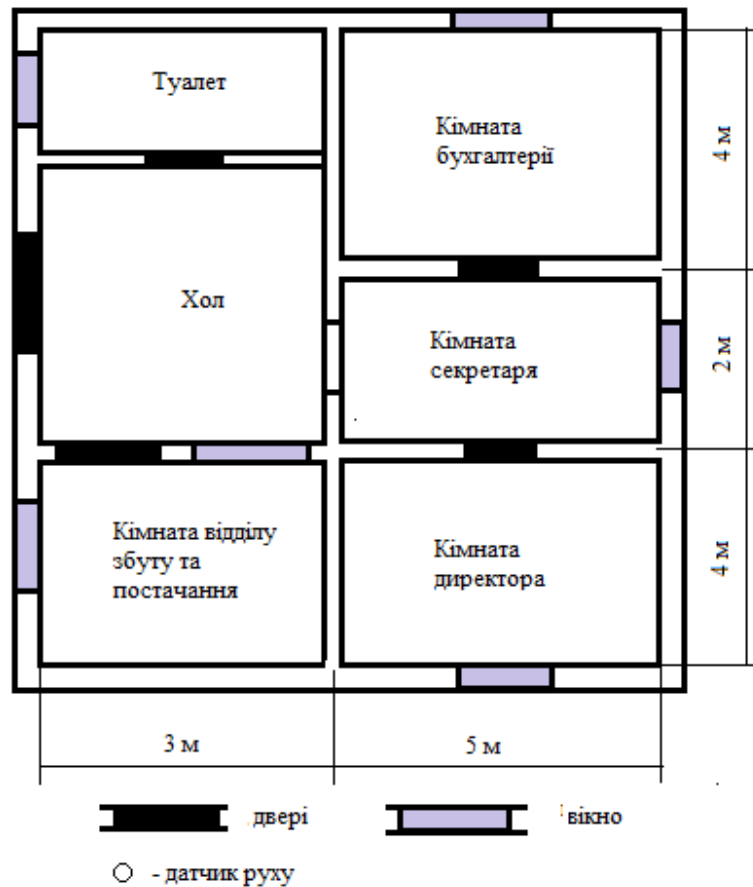 Туалет
Кімната
бухгалтерії
4 м
Хол
Кімната
секретаря
2 м
Кімната відділу
збуту та
постачання
Кімната
директора
4 м
3 м
5 м
двері
вікно
- датчик руху